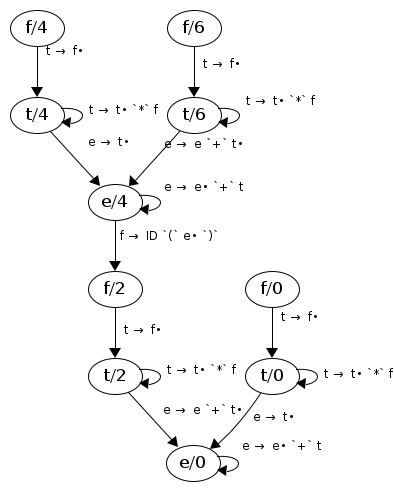 f/4
f/6
t → f•
t → f•
t/4
t → t• `*` f
t/6
t → t• `*` f
e → t•
e → e `+` t•
e/4
e → e• `+` t
f → ID `(` e• `)`
f/2
f/0
t → f•
t → f•
t/2
t → t• `*` f
t/0
t → t• `*` f
e → e `+` t•
e → t•
e/0
e → e• `+` t